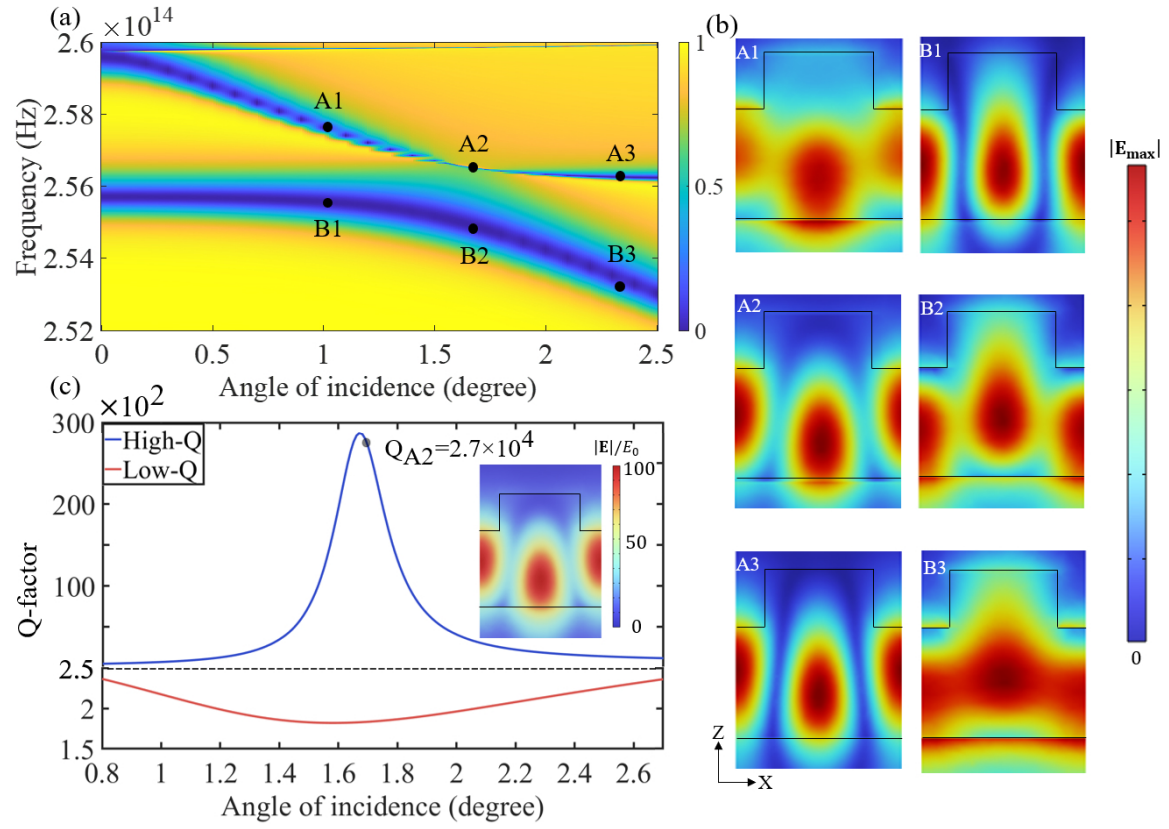 (a)
×10^14
2.6
2.58
2.56
2.54
2.52
Frequency (Hz)
A1
A2
A3
B1
B2
B3
1
0.5
0
0
0.5
1
1.5
2
2.5
Angle of incidence (degree)
(b)
A1
B1
A2
B2
A3
B3
|E_max|
0
Z
X
(c)
×10^2
300
200
100
2.5
2
1.5
Q-factor
High-Q
Low-Q
Q_A2=2.7×10^4
|E|/E_0
100
50
0
0.8
1
1.2
1.4
1.6
1.8
2
2.2
2.4
2.6
Angle of incidence (degree)